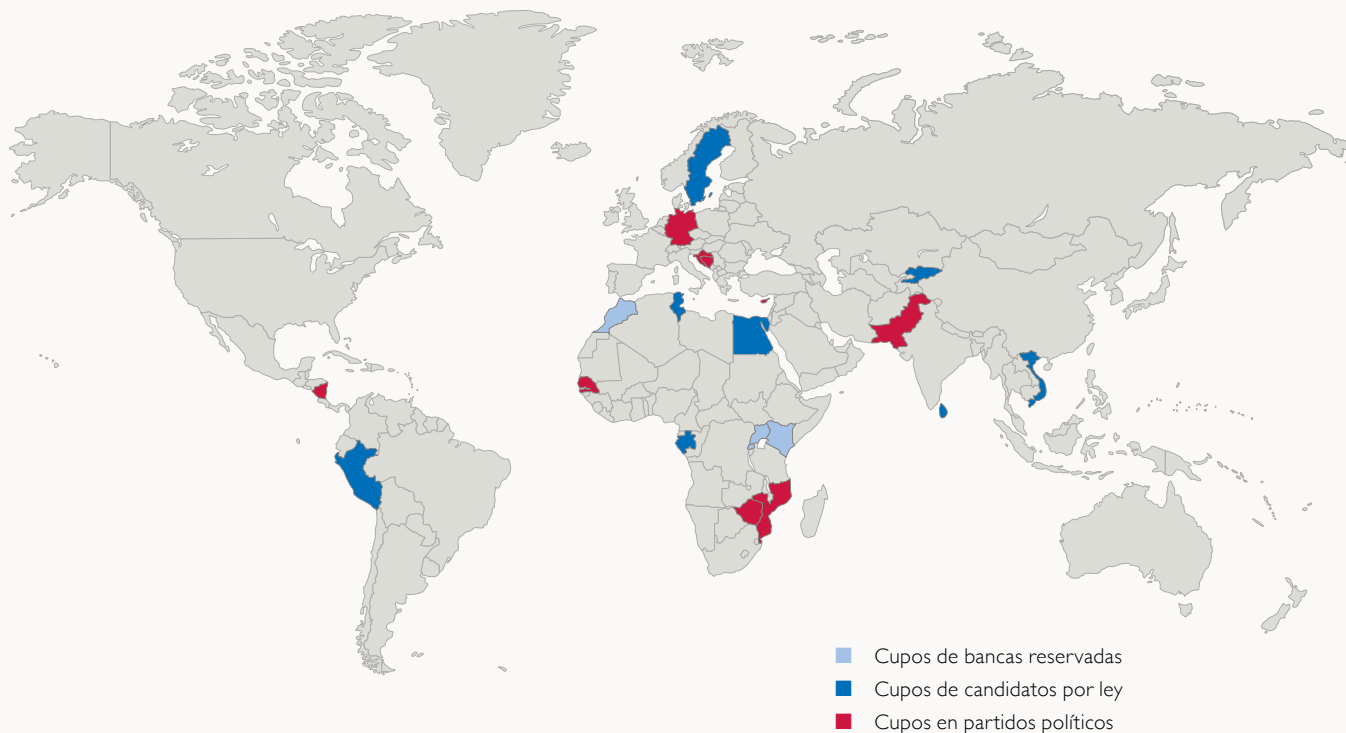 Cupos de bancas reservadas
Cupos de candidatos por ley
Cupos en partidos políticos